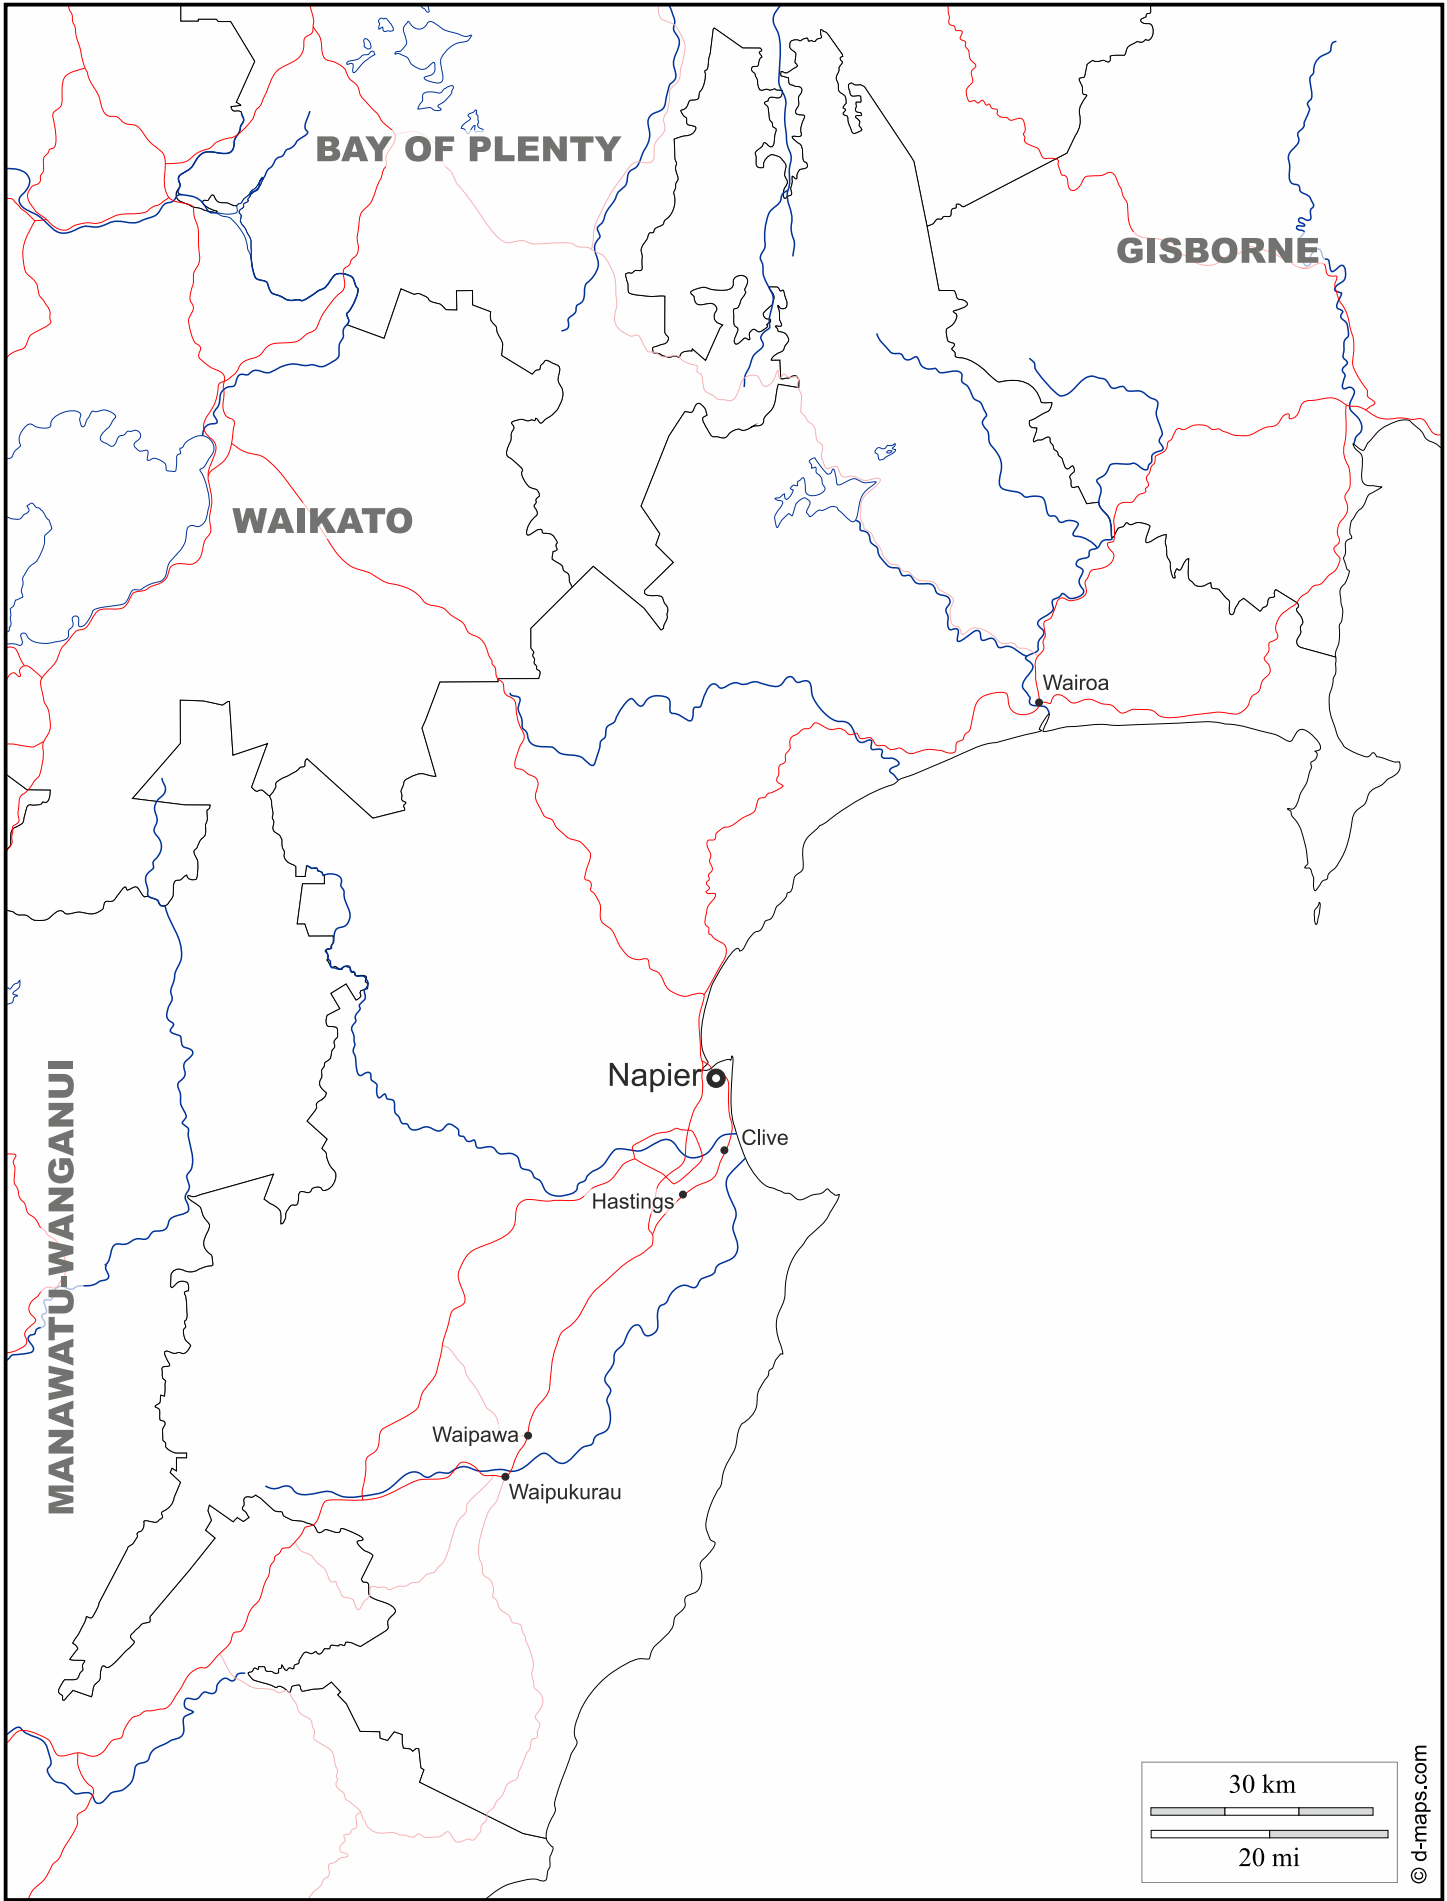 BAY OF PLENTY
GISBORNE
WAIKATO
Wairoa
MANAWATU-WANGANUI
Napier
Clive
Hastings
Waipawa
Waipukurau
30 km
20 mi
© d-maps.com